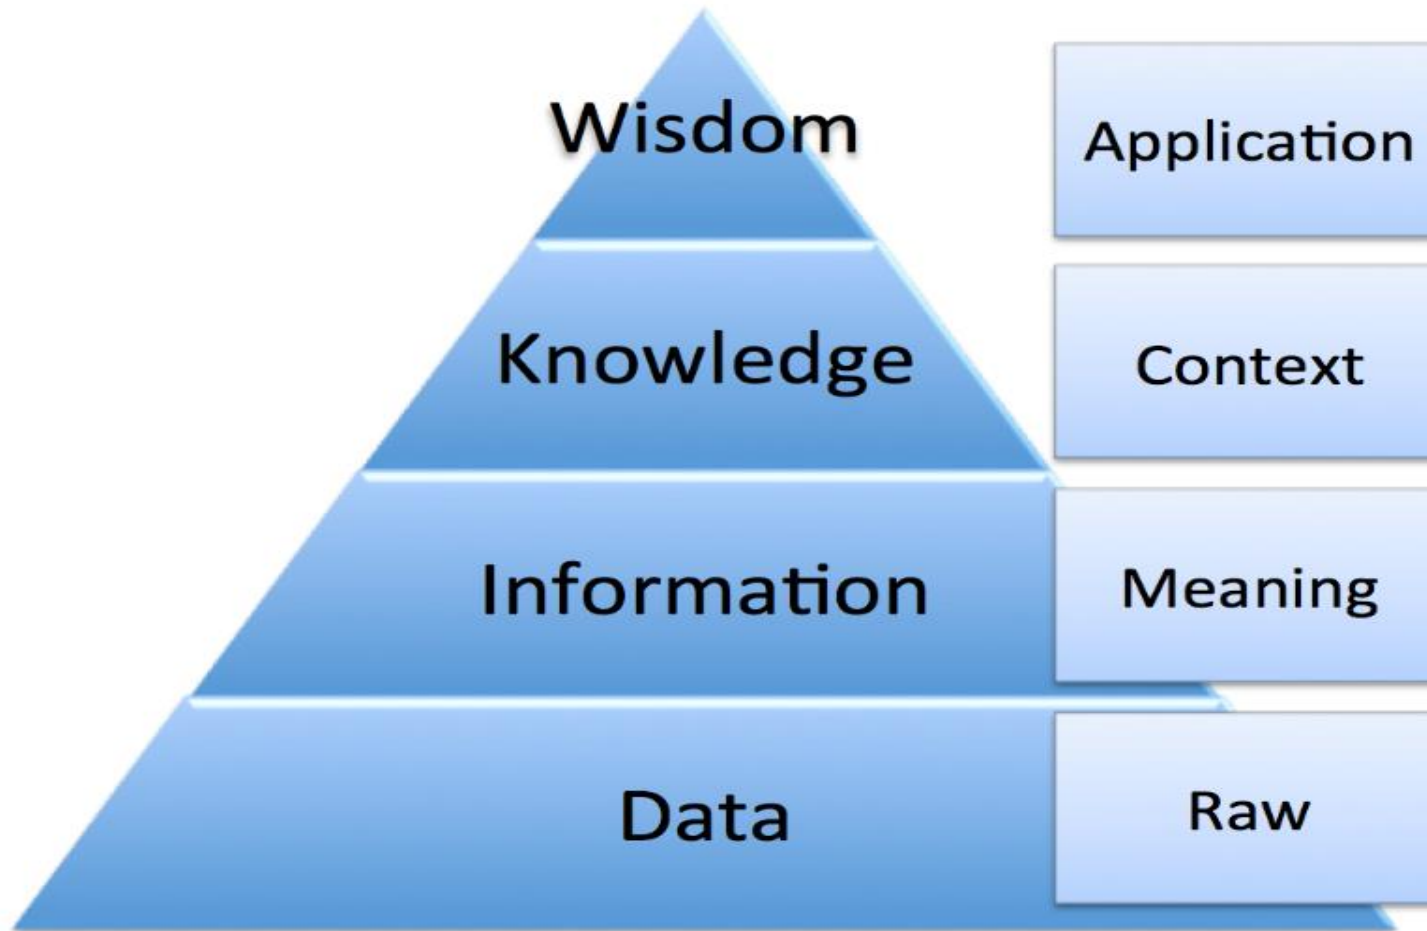 Wisdom
Application
Knowledge
Context
Information
Meaning
Data
Raw